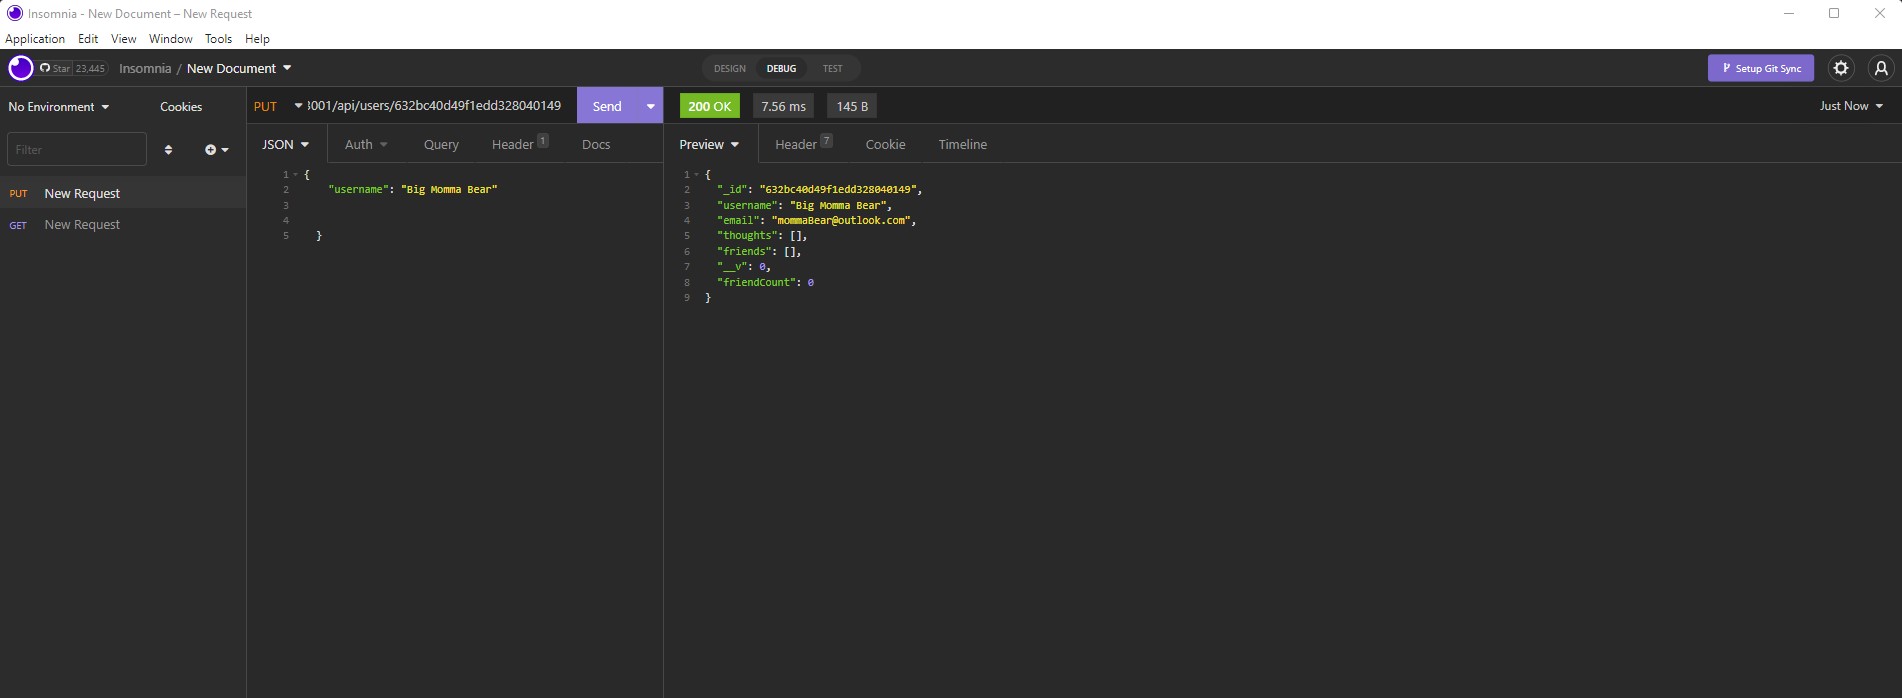 Insomnia - New Document – New Request
Application Edit View Window Tools Help
Star 23,445 Insomnia / New Document DESIGN DEBUG TEST Setup Git Sync
No Environment Cookies PUT 3001/api/users/632bc40d49f1edd328040149 Send 200 OK 7.56 ms 145 B Just Now
Filter
PUT New Request
GET New Request
JSON Auth Query Header 1 Docs
1 {
2 "username": "Big Momma Bear"
3
4
5 }
Preview Header 7 Cookie Timeline
1 {
2 "_id": "632bc40d49f1edd328040149",
3 "username": "Big Momma Bear",
4 "email": "mommaBear@outlook.com",
5 "thoughts": [],
6 "friends": [],
7 "__v": 0,
8 "friendCount": 0
9 }